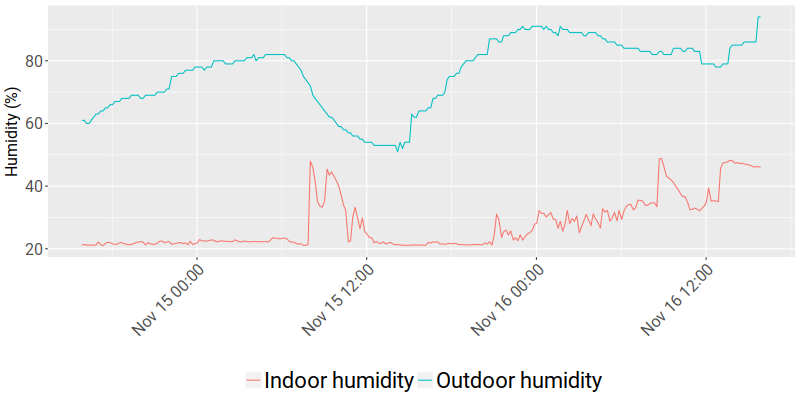 Humidity (%)
80
60
40
20
Nov 15 00:00
Nov 15 12:00
Nov 16 00:00
Nov 16 12:00
Indoor humidity Outdoor humidity